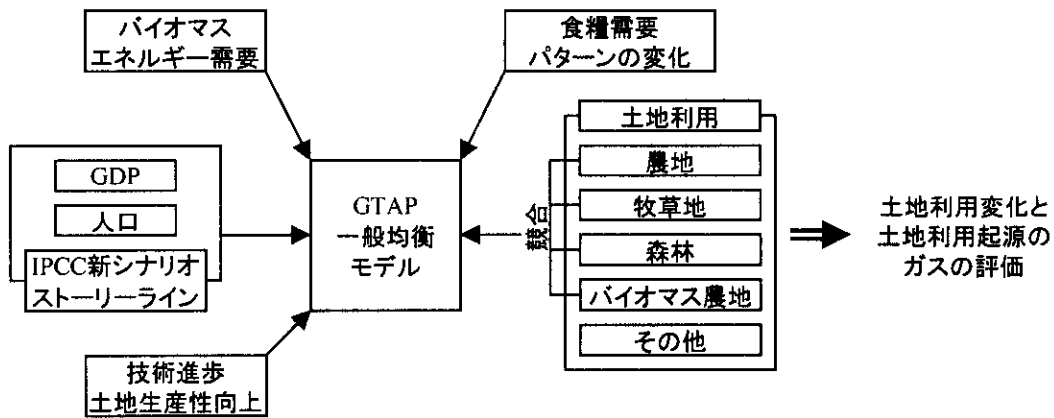 バイオマス
エネルギー需要
食糧需要
パターンの変化
GDP
人口
IPCC新シナリオ
ストーリーライン
GTAP
一般均衡
モデル
技術進歩
土地生産性向上
競合
土地利用
農地
牧草地
森林
バイオマス農地
その他
土地利用変化と
土地利用起源の
ガスの評価